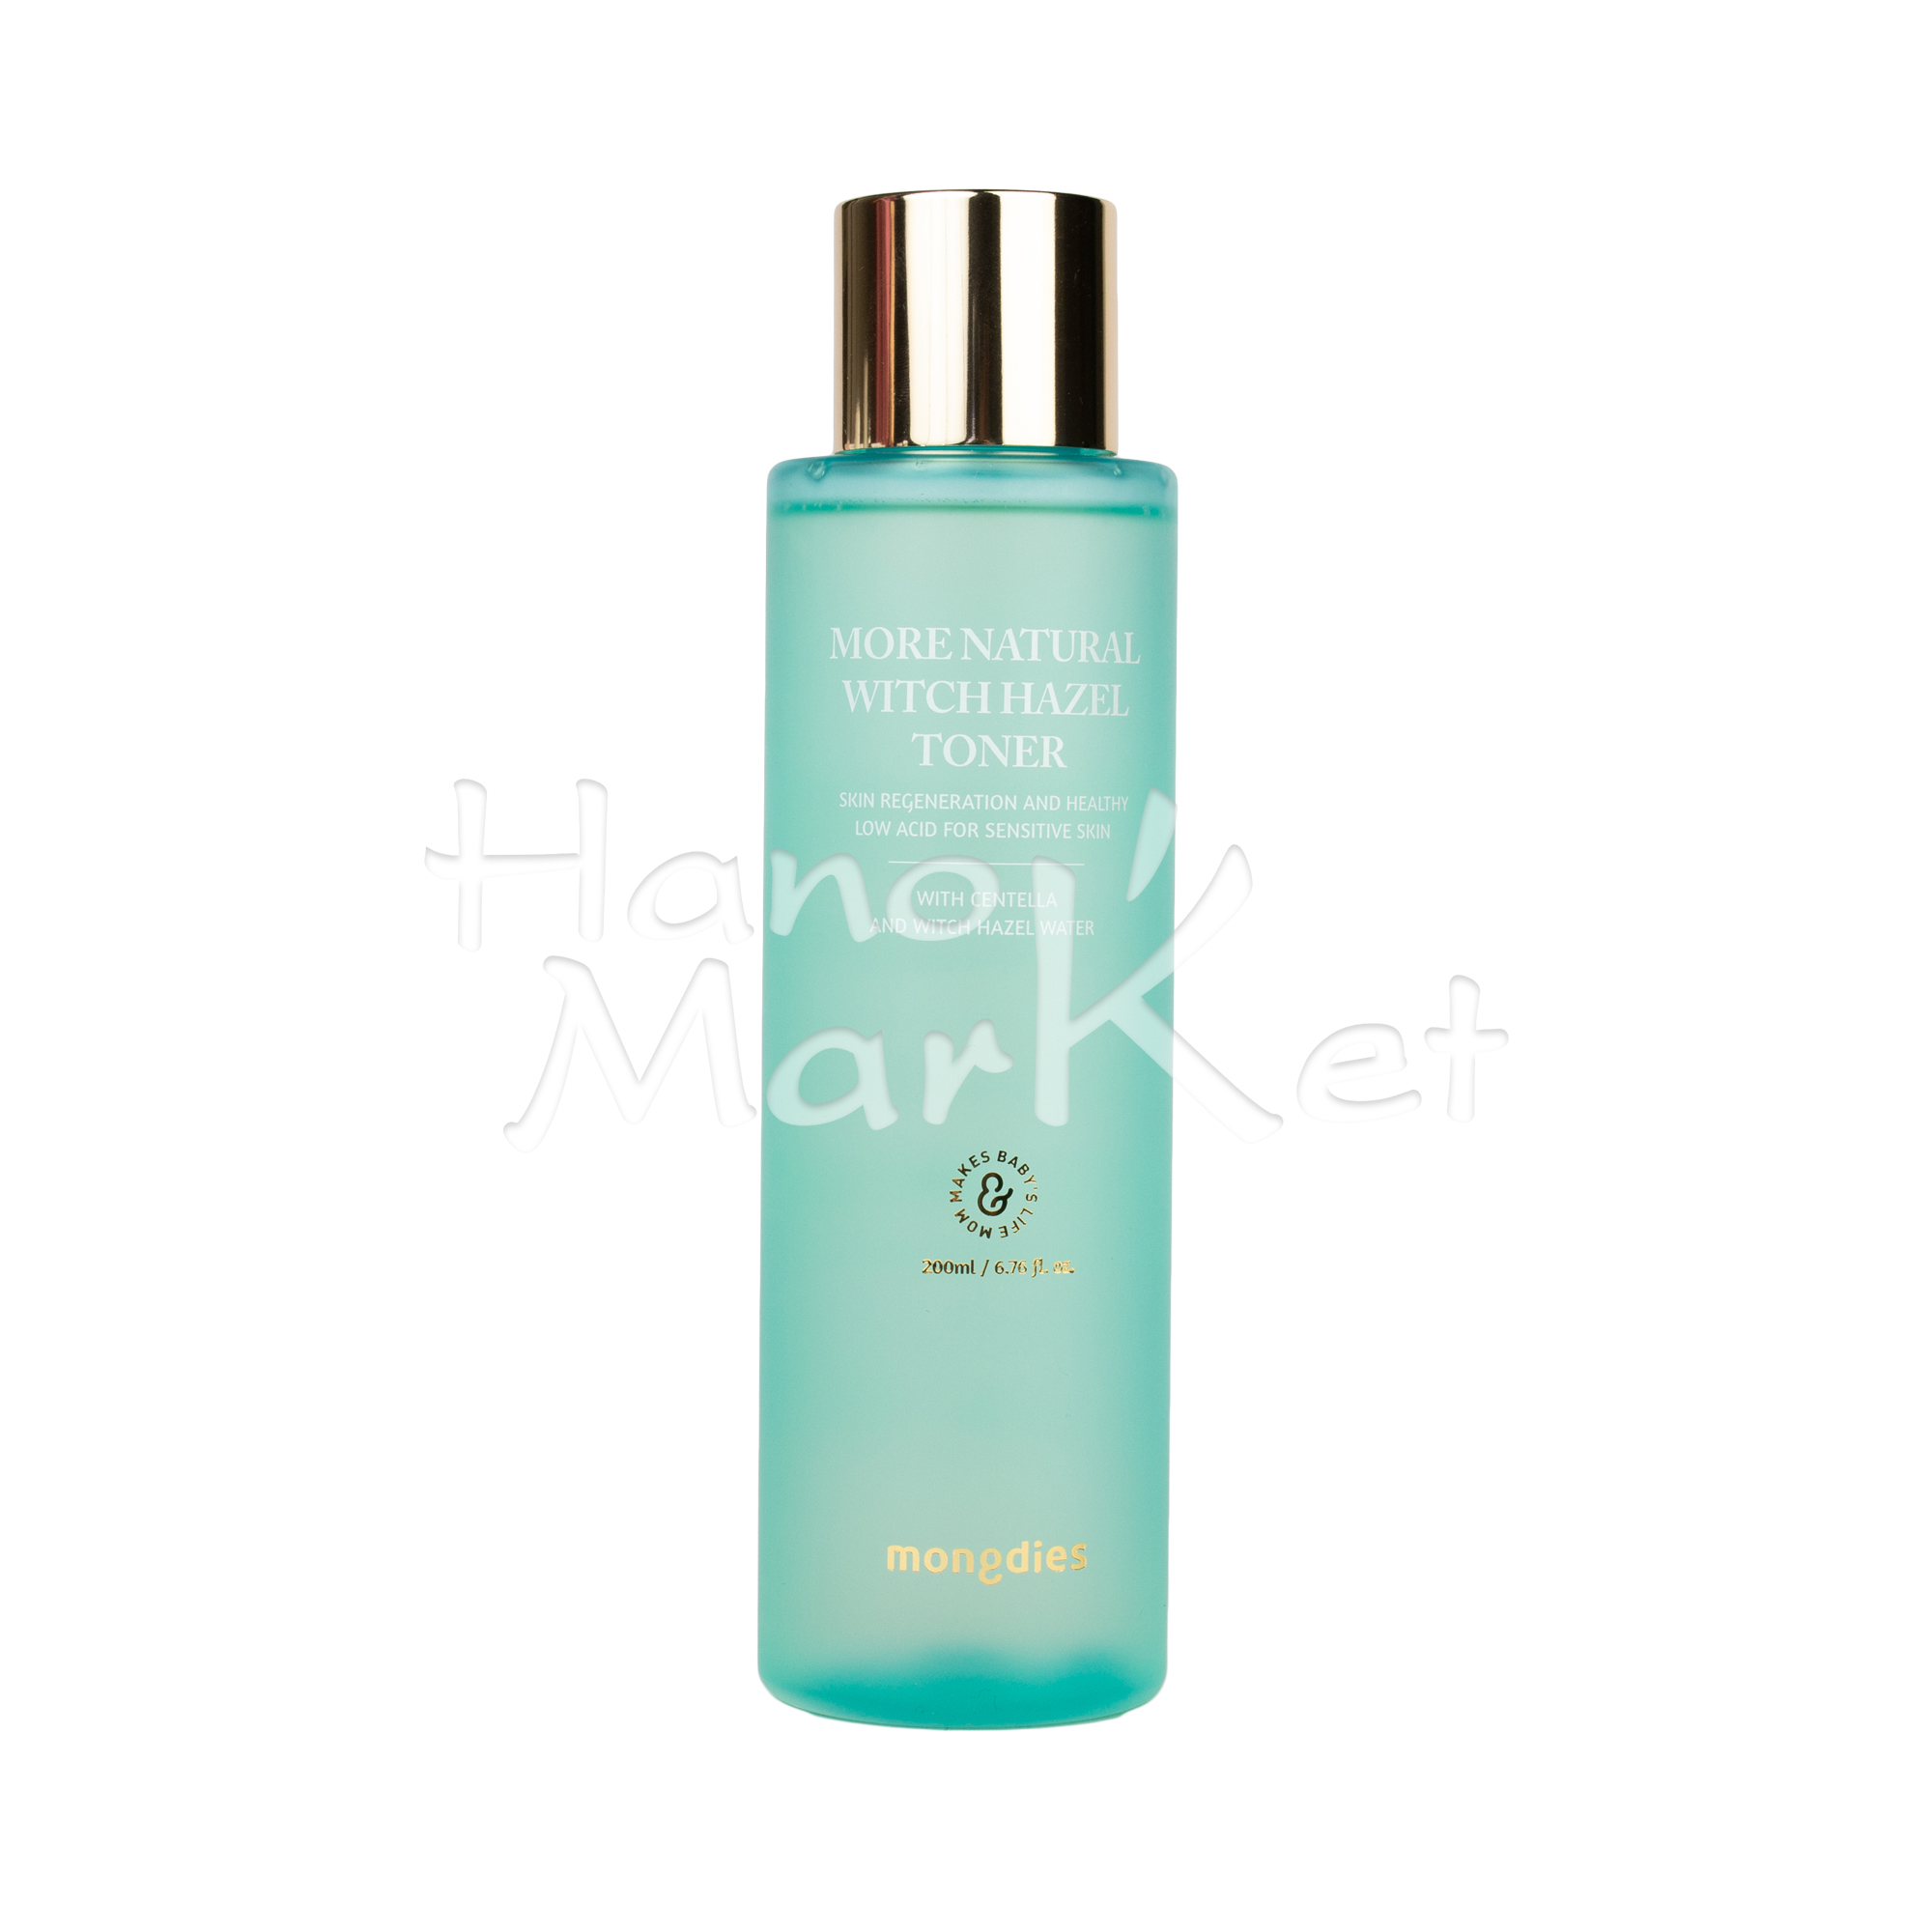 MORE NATURAL
WITCH HAZEL
TONER
SKIN REGENERATION AND HEALTHY
LOW ACID FOR SENSITIVE SKIN
WITH CENTELLA
AND WITCH HAZEL WATER
Hano K
MarKet
MOM MAKES BABY'S LIFE
&
200ml / 6.76 fl. oz.
mongdies